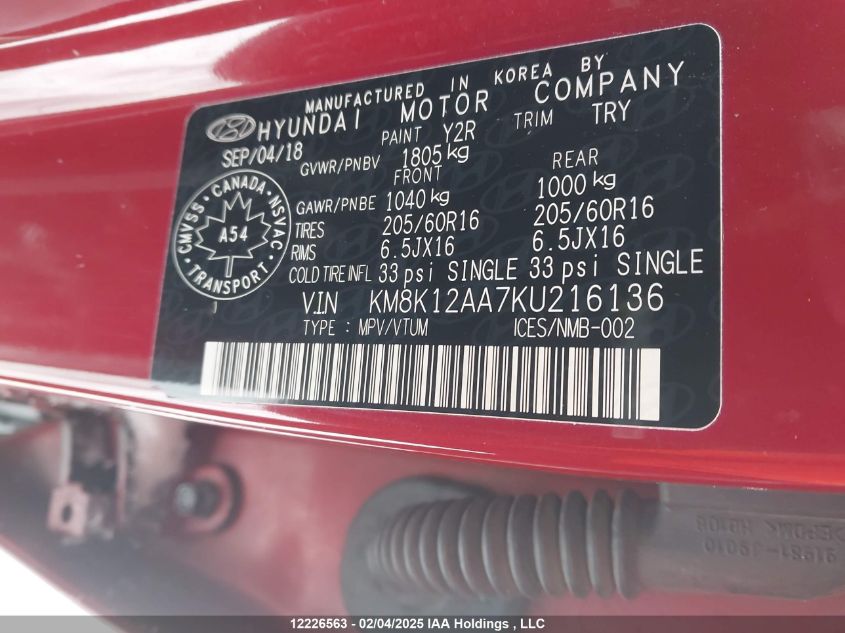 MANUFACTURED IN KOREA BY
HYUNDAI MOTOR COMPANY
SEP/04/18 PAINT Y2R TRIM TRY
GVWR/PNBV 1805 kg
FRONT REAR
GAWR/PNBE 1040 kg 1000 kg
TIRES 205/60R16 205/60R16
RIMS 6.5JX16 6.5JX16
COLD TIRE INFL 33 psi SINGLE 33 psi SINGLE
VIN KM8K12AA7KU216136
TYPE : MPV/VTUM ICES/NMB-002
CANADA · NSVAC · TRANSPORT · CMVSS
A54
91981-J9010
12226563 - 02/04/2025 IAA Holdings , LLC